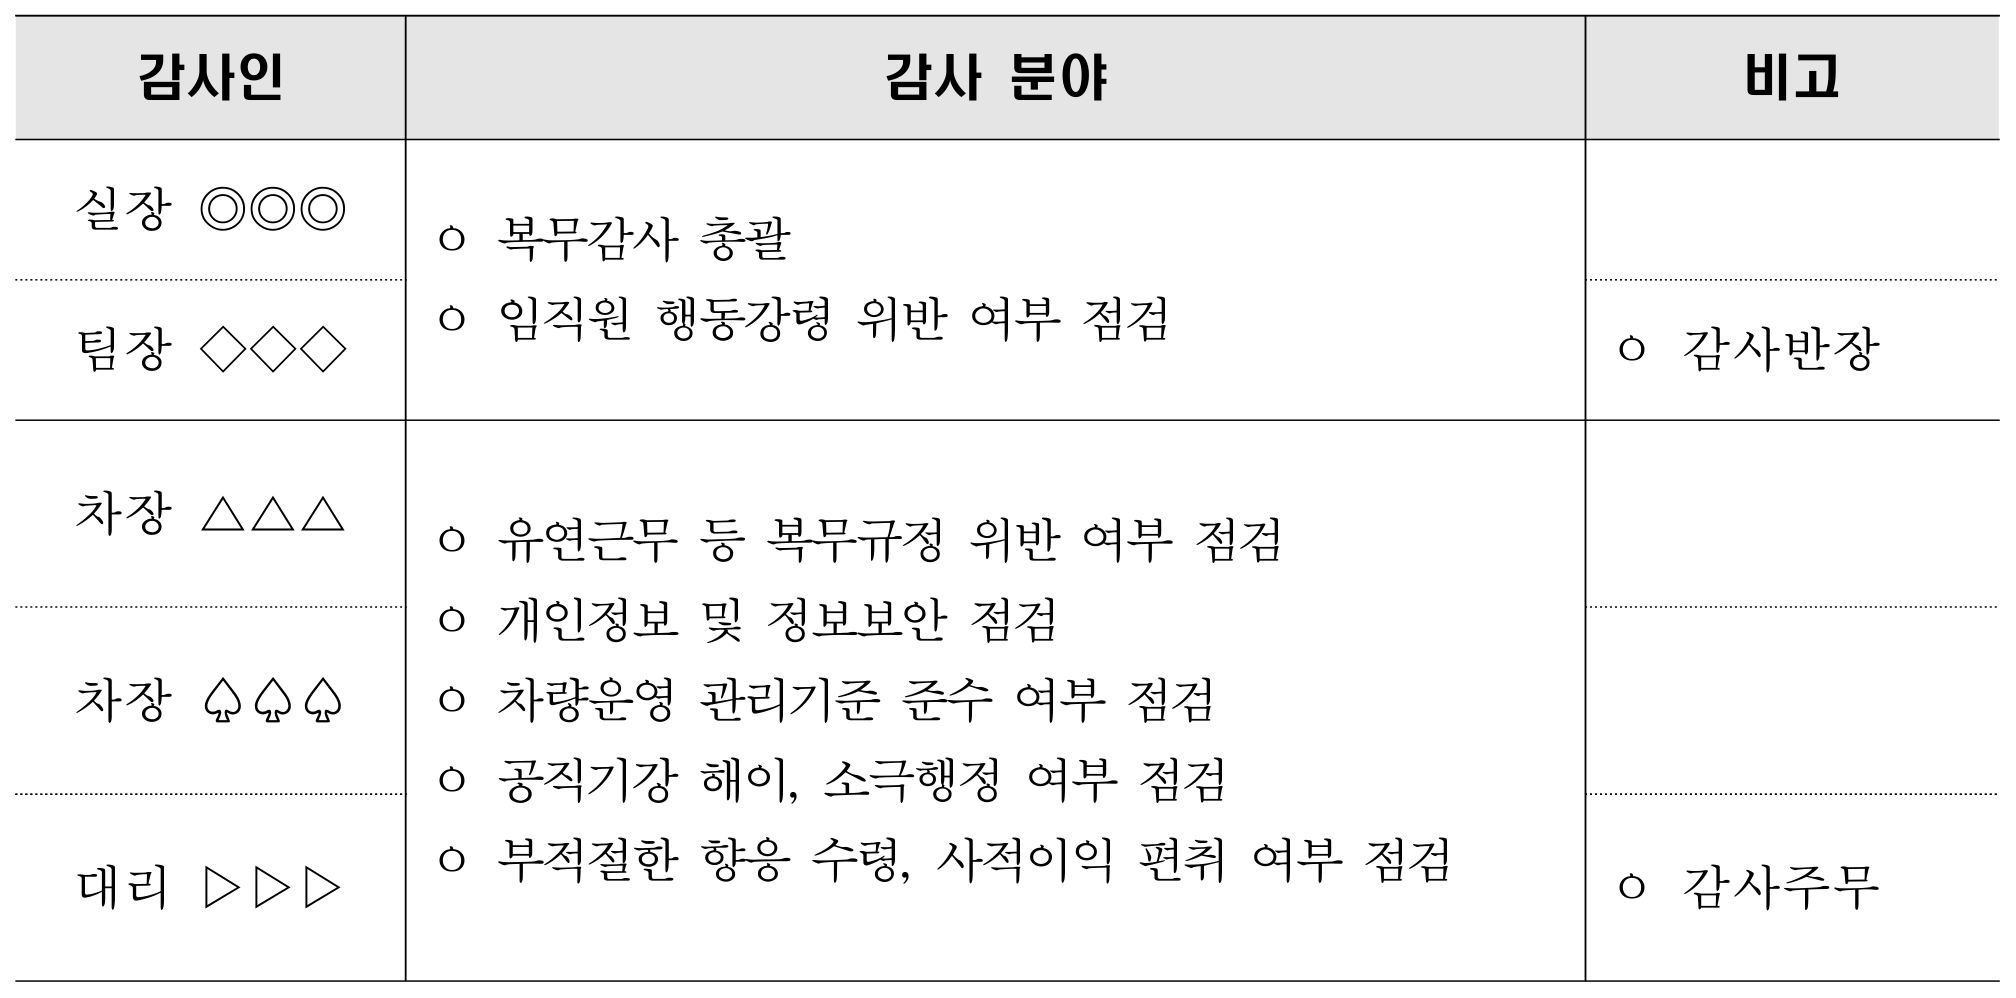 감사인 감사 분야 비고
실장 ◎◎◎
ㅇ 복무감사 총괄
ㅇ 임직원 행동강령 위반 여부 점검
팀장 ◇◇◇
ㅇ 감사반장
차장 △△△
ㅇ 유연근무 등 복무규정 위반 여부 점검
ㅇ 개인정보 및 정보보안 점검
차장 ♤♤♤
ㅇ 차량운영 관리기준 준수 여부 점검
ㅇ 공직기강 해이, 소극행정 여부 점검
ㅇ 부적절한 향응 수령, 사적이익 편취 여부 점검
대리 ▷▷▷
ㅇ 감사주무